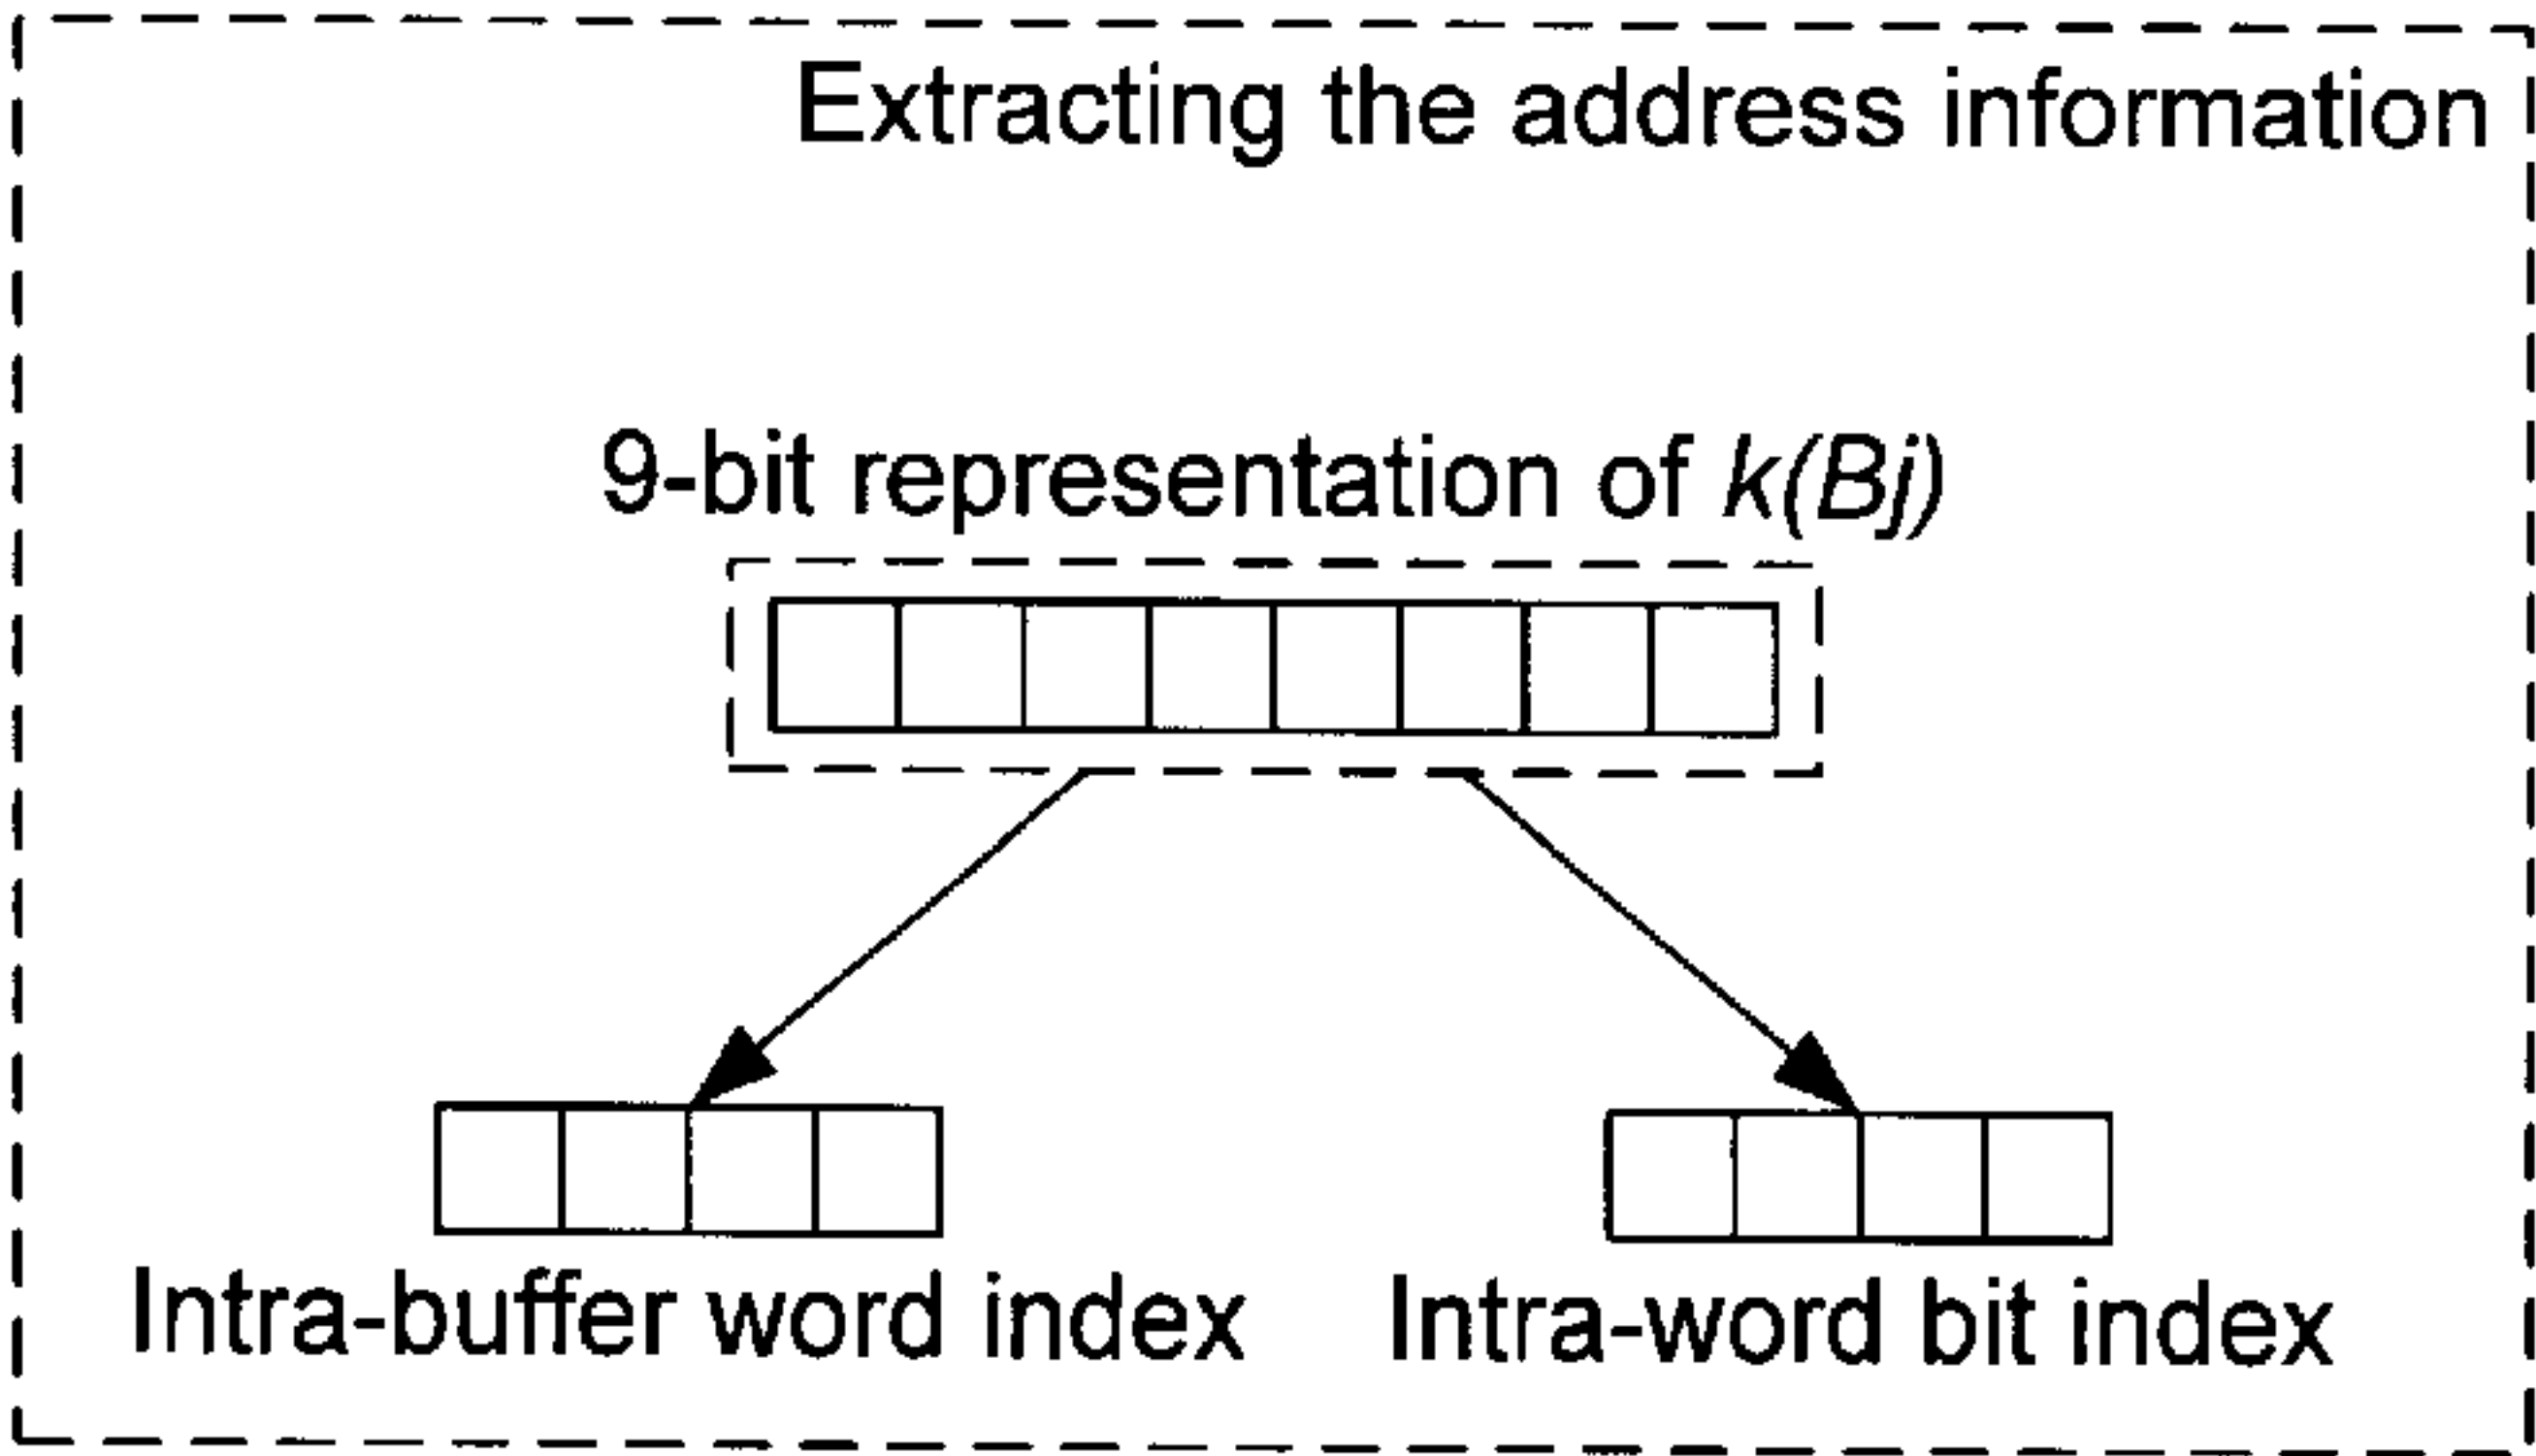 Extracting the address information
9-bit representation of k(Bj)
Intra-buffer word index
Intra-word bit index